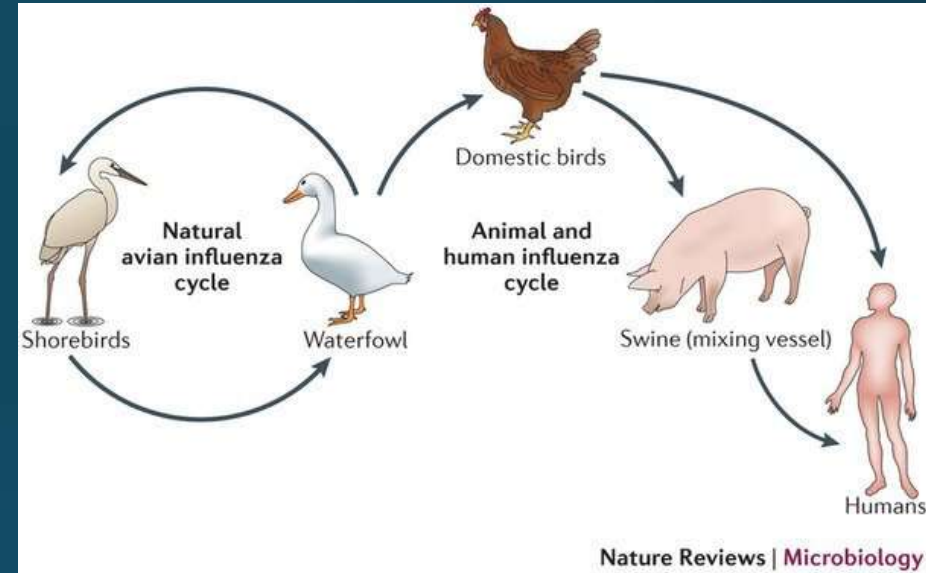 Domestic birds
Natural
avian influenza
cycle
Animal and
human influenza
cycle
Shorebirds
Waterfowl
Swine (mixing vessel)
Humans
Nature Reviews | Microbiology